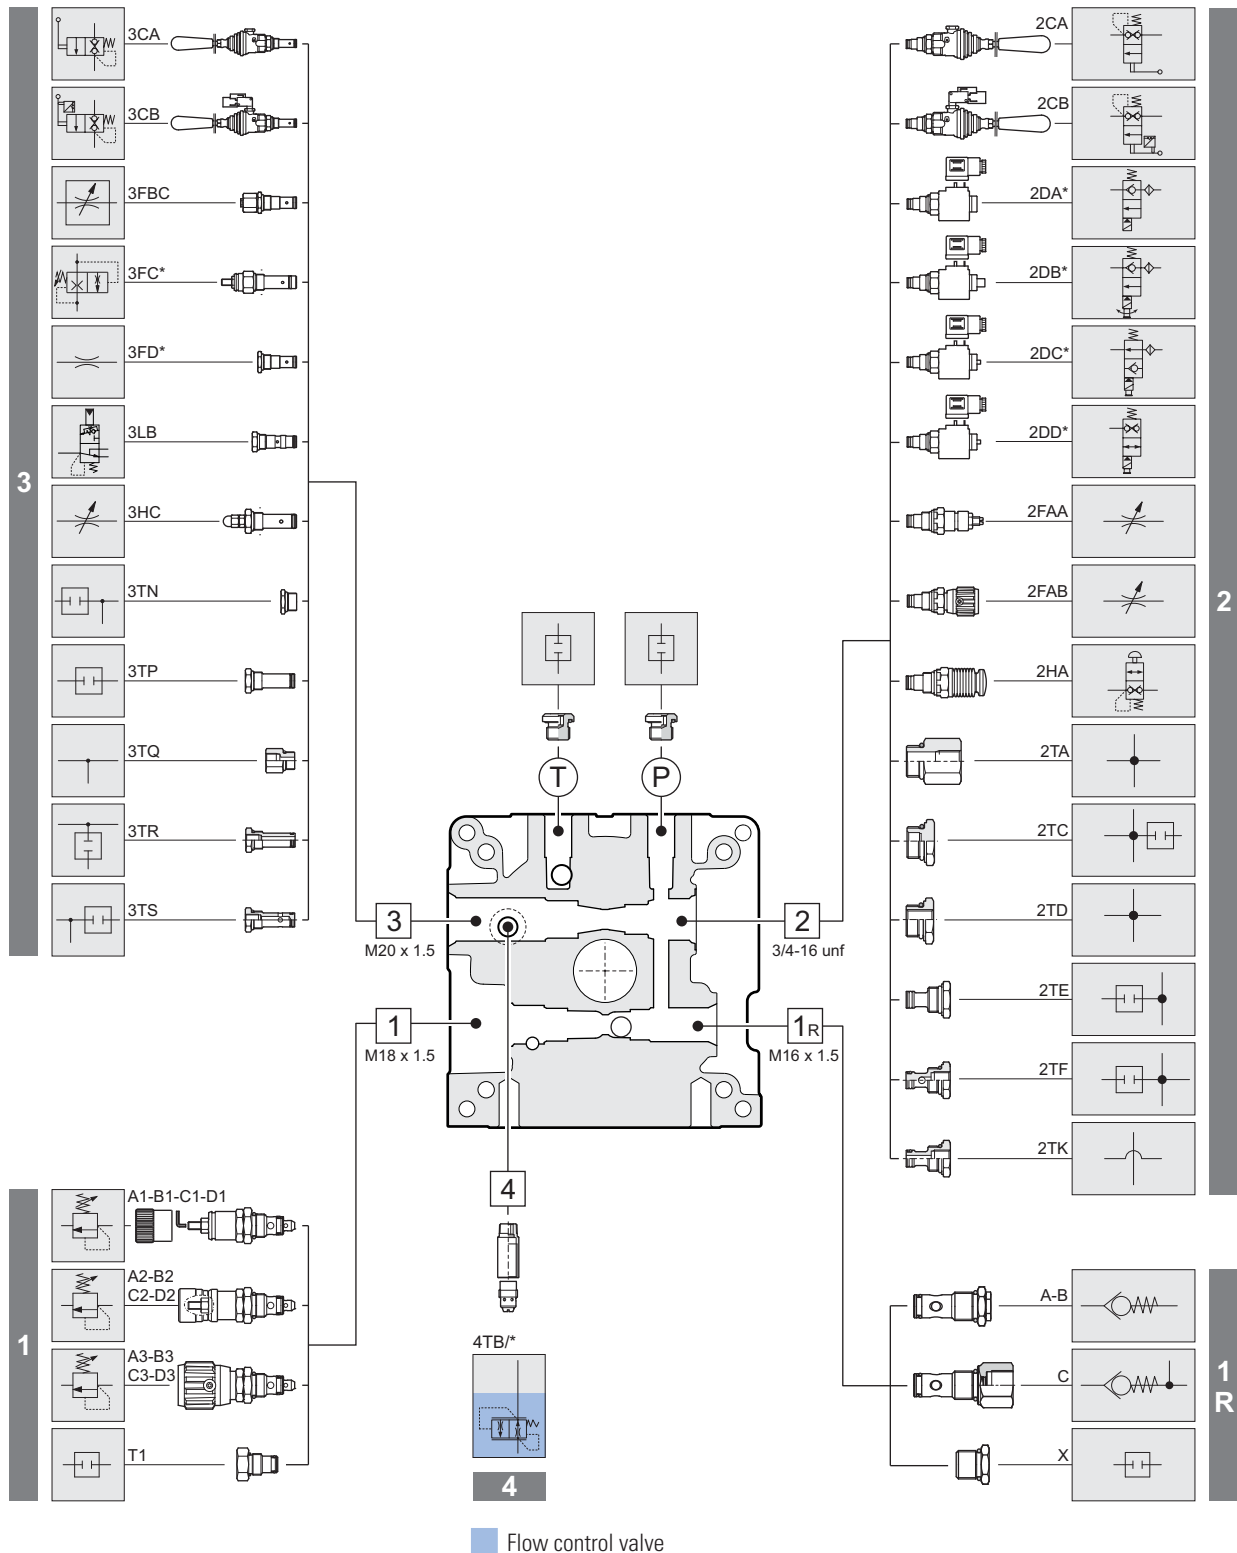 3CA
3CB
3FBC
3FC*
3FD*
3LB
3HC
3TN
3TP
3TQ
3TR
3TS
3
2CA
2CB
2DA*
2DB*
2DC*
2DD*
2FAA
2FAB
2HA
2TA
2TC
2TD
2TE
2TF
2TK
2
T
P
3
M20 x 1.5
2
3/4-16 unf
1
M18 x 1.5
1R
M16 x 1.5
4
A1-B1-C1-D1
A2-B2
C2-D2
A3-B3
C3-D3
T1
1
4TB/*
4
A-B
C
X
1
R
Flow control valve